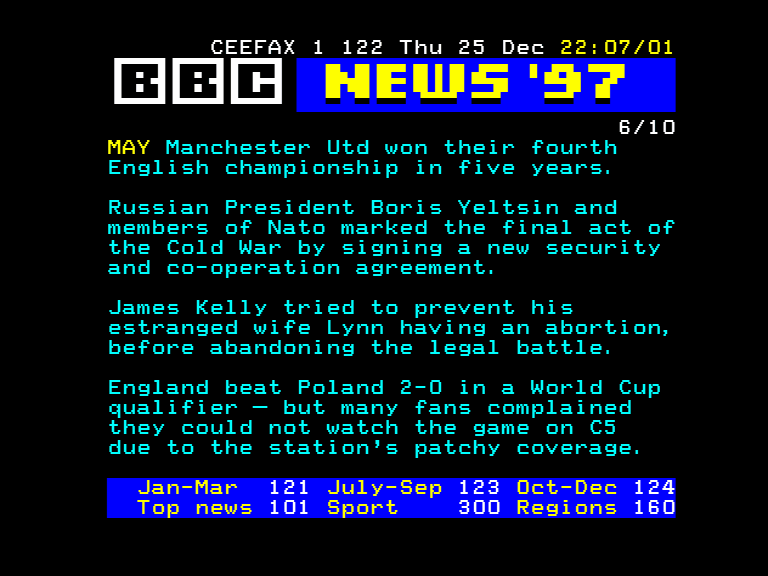 CEEFAX 1 122 Thu 25 Dec 22:07/01
BBC NEWS '97
6/10
MAY Manchester Utd won their fourth
English championship in five years.
Russian President Boris Yeltsin and
members of Nato marked the final act of
the Cold War by signing a new security
and co-operation agreement.
James Kelly tried to prevent his
estranged wife Lynn having an abortion,
before abandoning the legal battle.
England beat Poland 2-0 in a World Cup
qualifier – but many fans complained
they could not watch the game on C5
due to the station's patchy coverage.
Jan-Mar 121 July-Sep 123 Oct-Dec 124
Top news 101 Sport 300 Regions 160